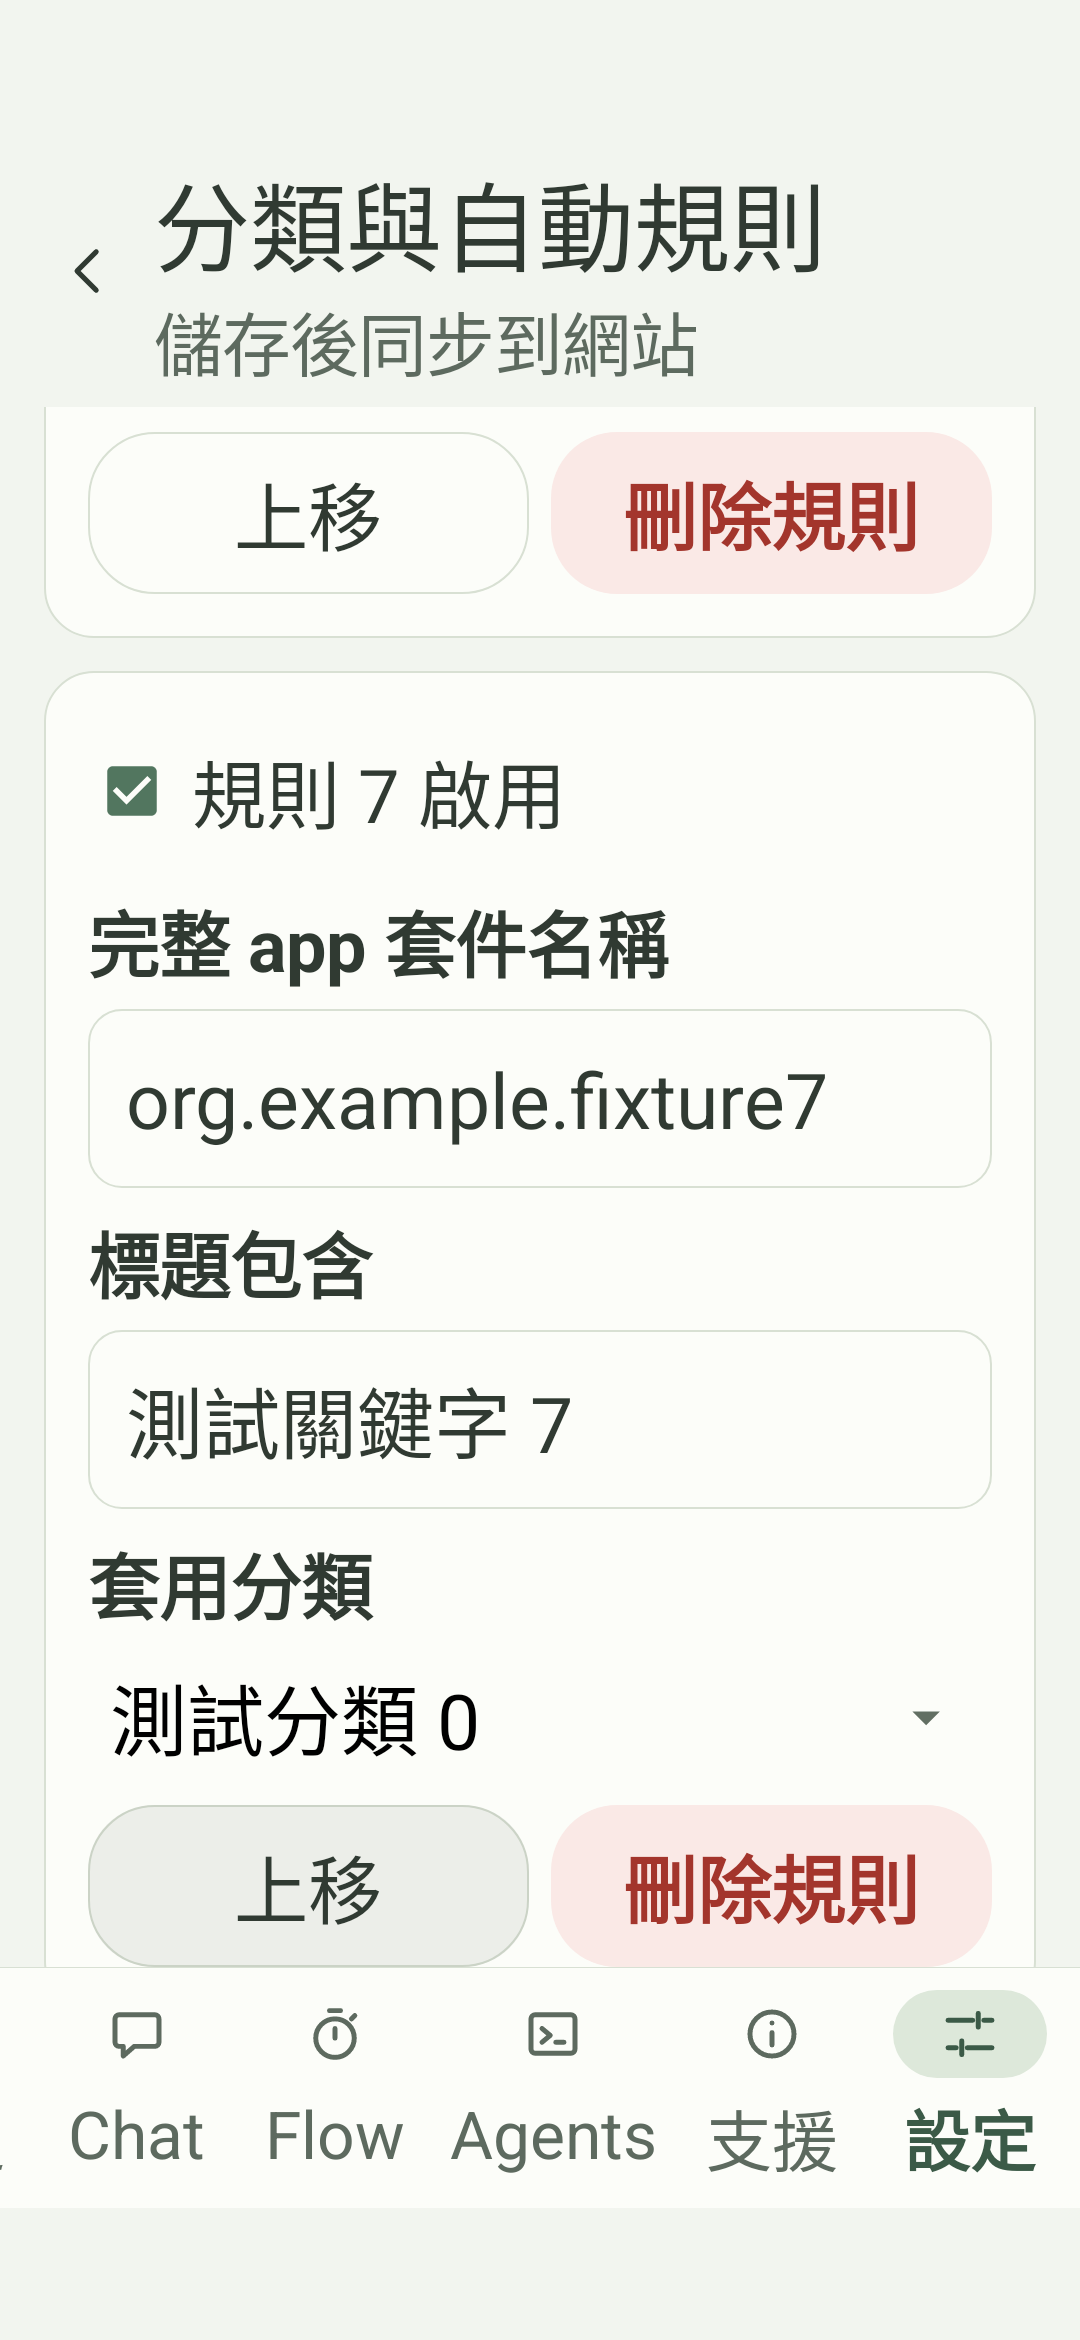 分類與自動規則
儲存後同步到網站
上移 刪除規則
規則 7 啟用
完整 app 套件名稱
org.example.fixture7
標題包含
測試關鍵字 7
套用分類
測試分類 0
上移 刪除規則
Chat Flow Agents 支援 設定